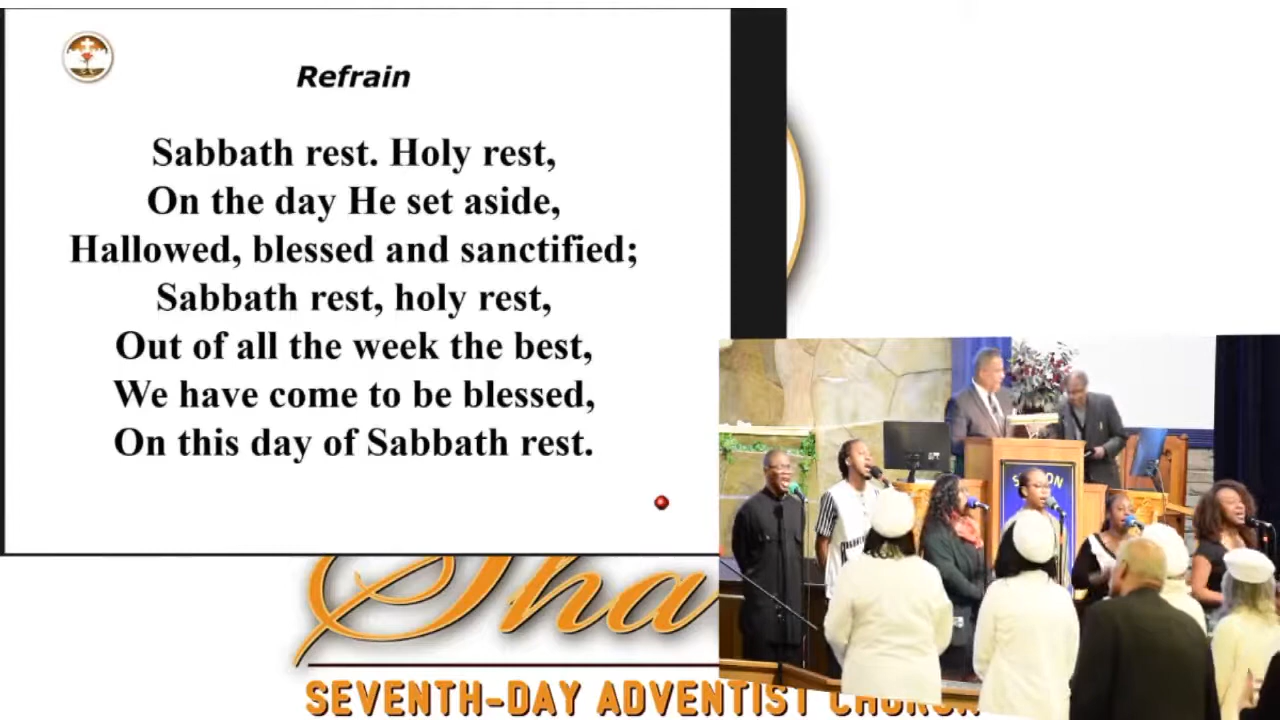 Refrain
Sabbath rest. Holy rest,
On the day He set aside,
Hallowed, blessed and sanctified;
Sabbath rest, holy rest,
Out of all the week the best,
We have come to be blessed,
On this day of Sabbath rest.
Sha
SEVENTH-DAY ADVENTIST CHURCH